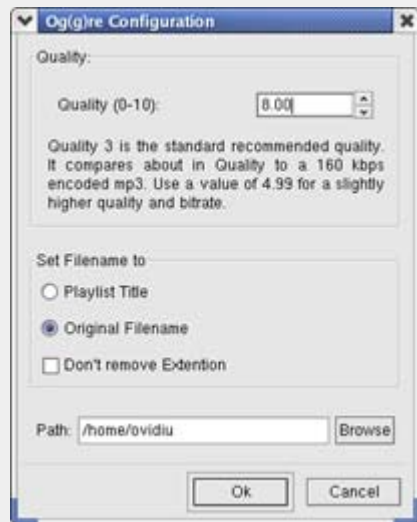 Og(g)re Configuration
Quality:
Quality (0-10): 8.00
Quality 3 is the standard recommended quality.
It compares about in Quality to a 160 kbps
encoded mp3. Use a value of 4.99 for a slightly
higher quality and bitrate.
Set Filename to
Playlist Title
Original Filename
Don't remove Extention
Path: /home/ovidiu Browse
Ok Cancel